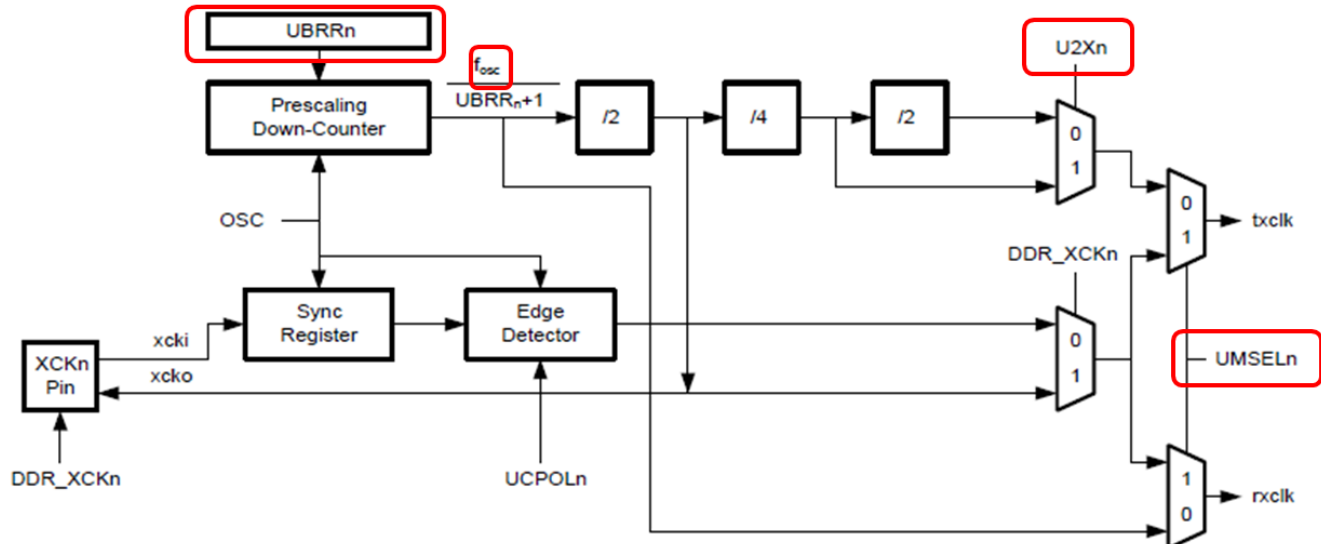 UBRRn
fosc
UBRRn+1
U2Xn
Prescaling
Down-Counter
/2
/4
/2
0
1
OSC
0
1
txclk
DDR_XCKn
Sync
Register
Edge
Detector
xcki
0
1
UMSELn
XCKn
Pin
xcko
DDR_XCKn
UCPOLn
1
0
rxclk